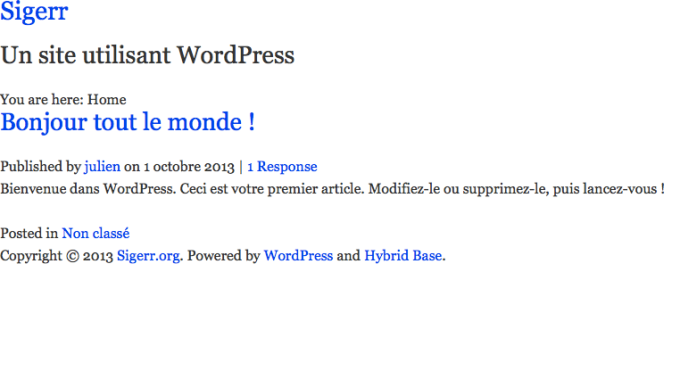 Sigerr
Un site utilisant WordPress
You are here: Home
Bonjour tout le monde !
Published by julien on 1 octobre 2013 | 1 Response
Bienvenue dans WordPress. Ceci est votre premier article. Modifiez-le ou supprimez-le, puis lancez-vous !
Posted in Non classé
Copyright © 2013 Sigerr.org. Powered by WordPress and Hybrid Base.